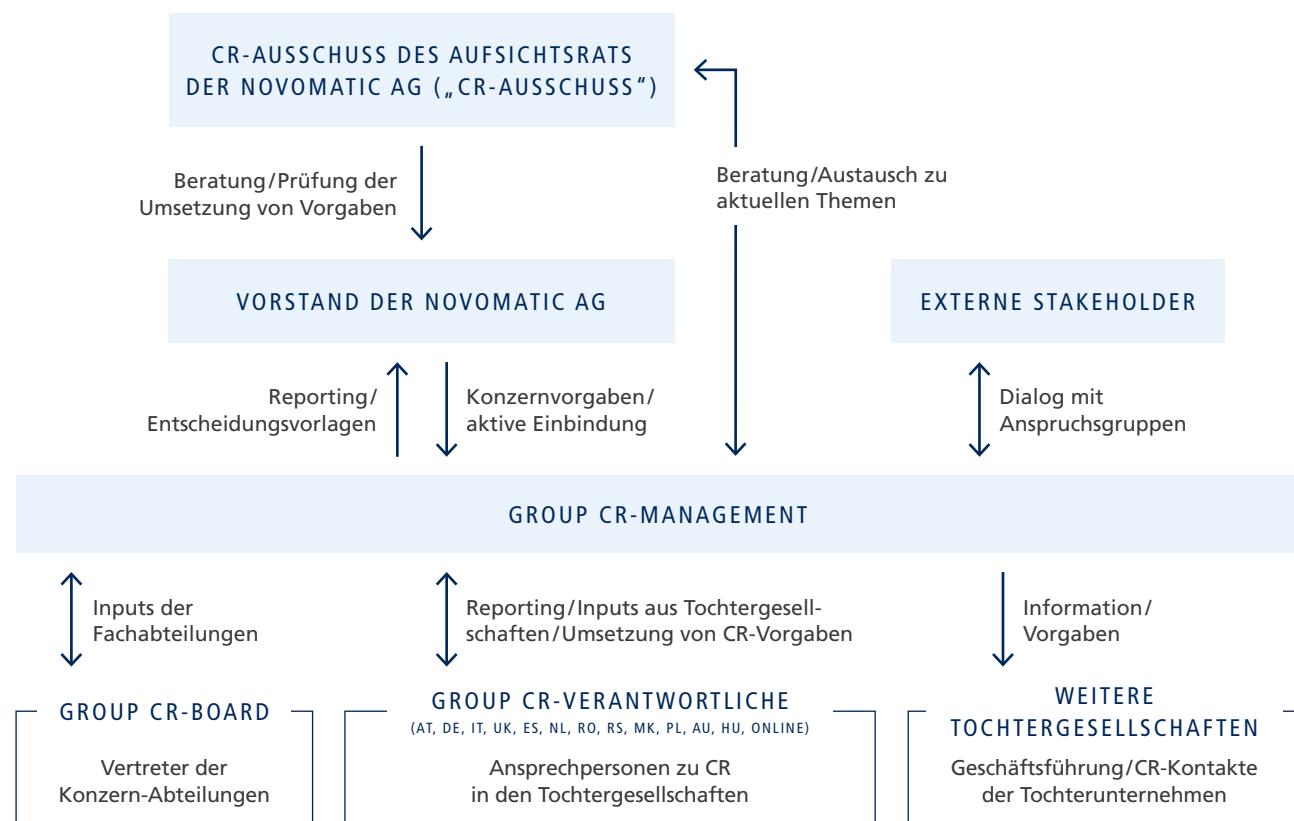 CR-AUSSCHUSS DES AUFSICHTSRATS
DER NOVOMATIC AG („CR-AUSSCHUSS“)
Beratung/Prüfung der
Umsetzung von Vorgaben
Beratung/Austausch zu
aktuellen Themen
VORSTAND DER NOVOMATIC AG
EXTERNE STAKEHOLDER
Reporting/
Entscheidungsvorlagen
Konzernvorgaben/
aktive Einbindung
Dialog mit
Anspruchsgruppen
GROUP CR-MANAGEMENT
Inputs der
Fachabteilungen
Reporting/Inputs aus Tochtergesell-
schaften/Umsetzung von CR-Vorgaben
Information/
Vorgaben
GROUP CR-BOARD
Vertreter der
Konzern-Abteilungen
GROUP CR-VERANTWORTLICHE
(AT, DE, IT, UK, ES, NL, RO, RS, MK, PL, AU, HU, ONLINE)
Ansprechpersonen zu CR
in den Tochtergesellschaften
WEITERE
TOCHTERGESELLSCHAFTEN
Geschäftsführung/CR-Kontakte
der Tochterunternehmen